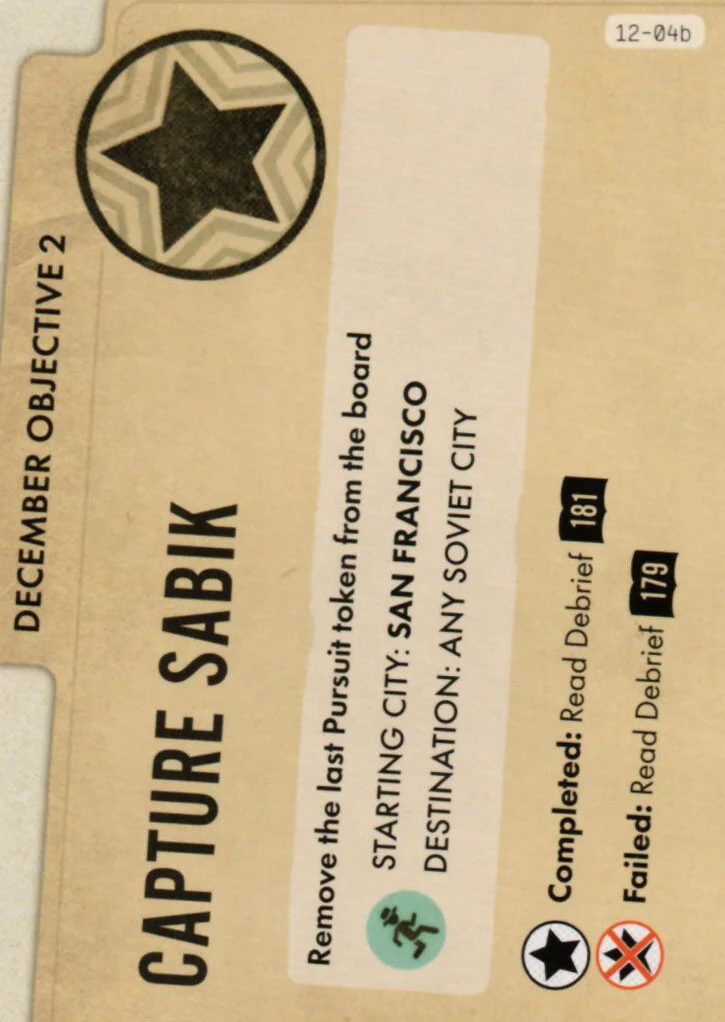 12-04b
DECEMBER OBJECTIVE 2
CAPTURE SABIK
Remove the last Pursuit token from the board
STARTING CITY: SAN FRANCISCO
DESTINATION: ANY SOVIET CITY
Completed: Read Debrief 181
Failed: Read Debrief 179